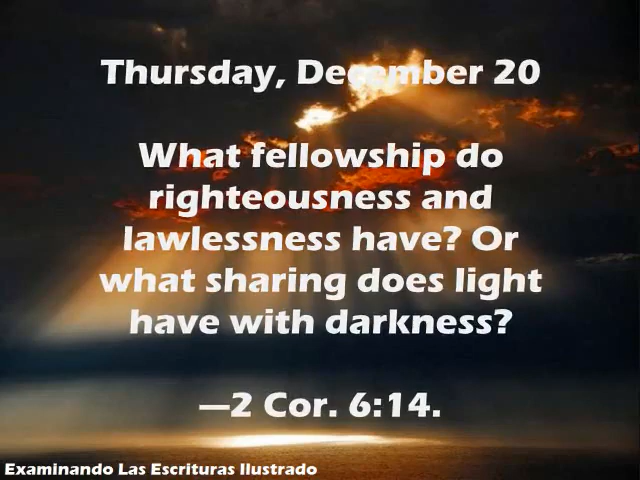 Thursday, December 20
What fellowship do
righteousness and
lawlessness have? Or
what sharing does light
have with darkness?
—2 Cor. 6:14.
Examinando Las Escrituras Ilustrado